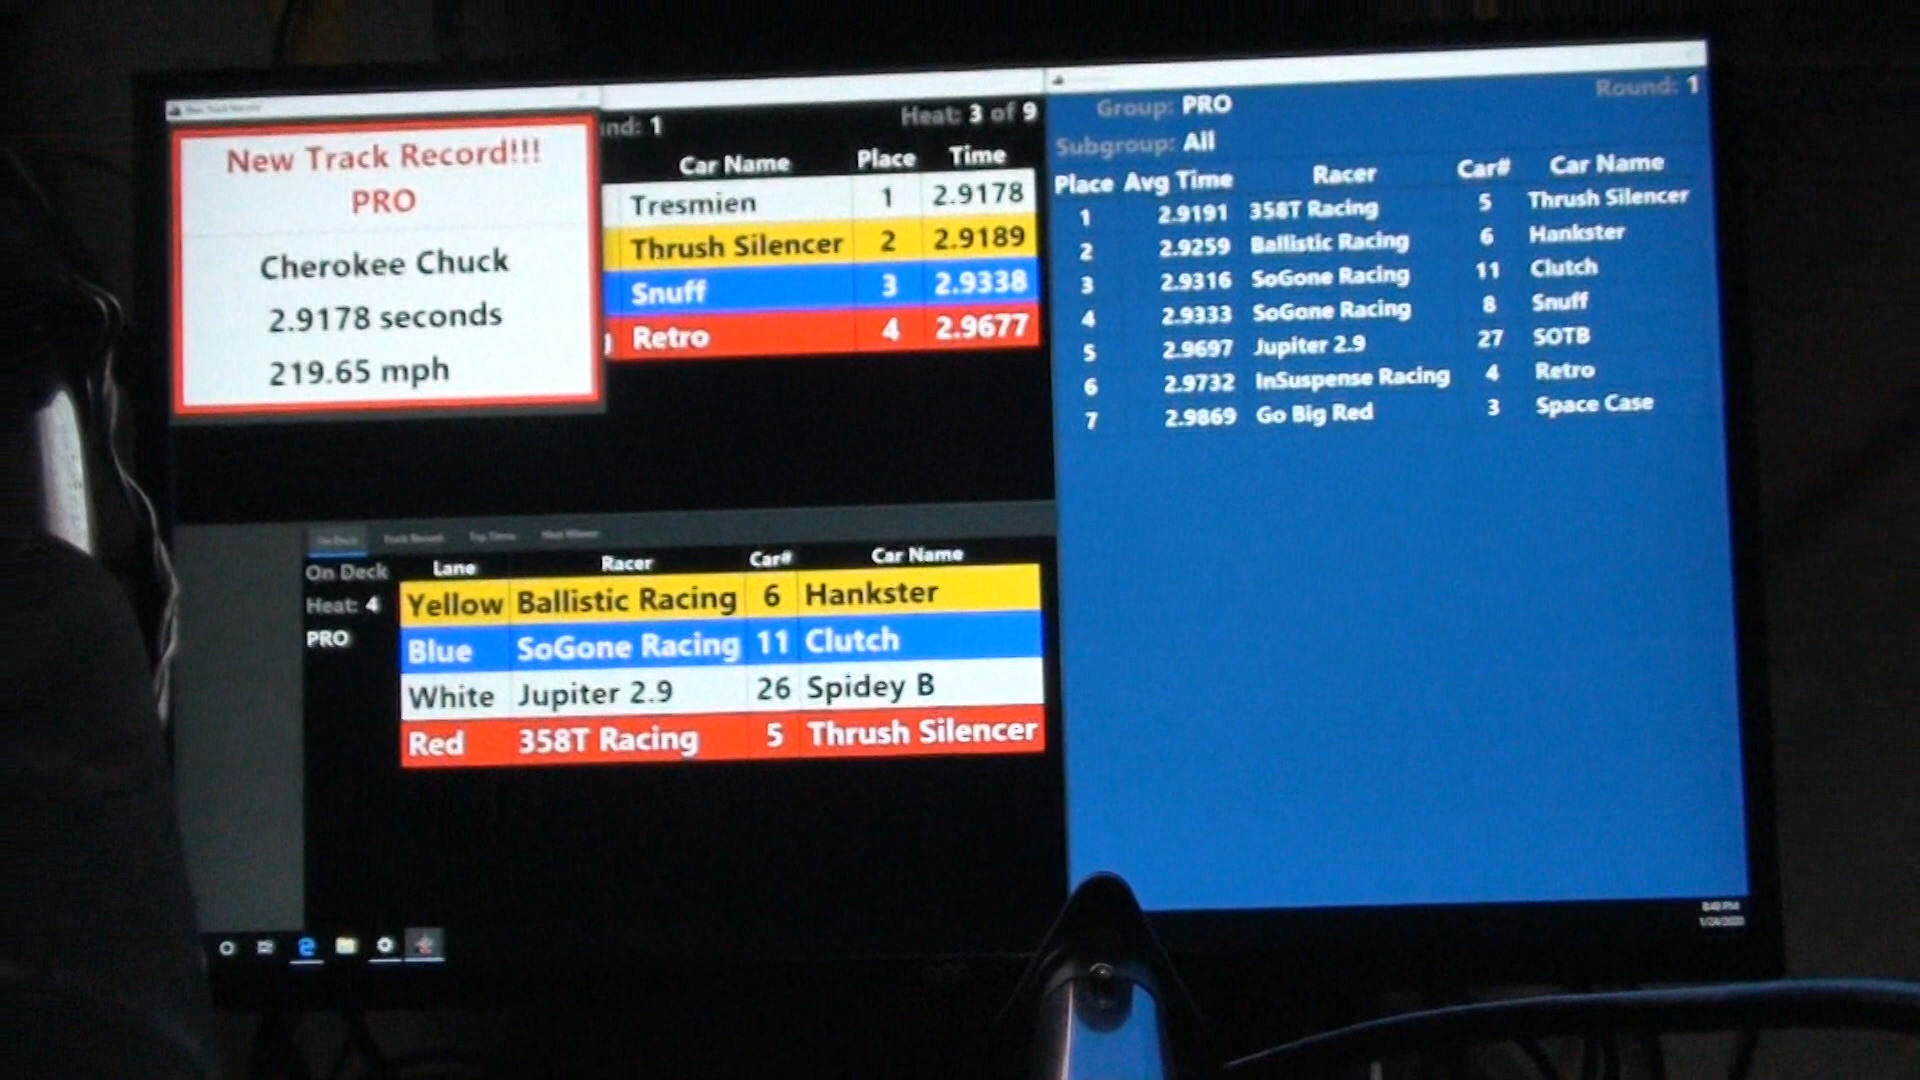 New Track Record!!!
PRO
Cherokee Chuck
2.9178 seconds
219.65 mph
nd: 1 Heat: 3 of 9
Car Name Place Time
Tresmien 1 2.9178
Thrush Silencer 2 2.9189
Snuff 3 2.9338
Retro 4 2.9677
Group: PRO Round: 1
Subgroup: All
Place Avg Time Racer Car# Car Name
1 2.9191 358T Racing 5 Thrush Silencer
2 2.9259 Ballistic Racing 6 Hankster
3 2.9316 SoGone Racing 11 Clutch
4 2.9333 SoGone Racing 8 Snuff
5 2.9697 Jupiter 2.9 27 SOTB
6 2.9732 InSuspense Racing 4 Retro
7 2.9869 Go Big Red 3 Space Case
On Deck
Heat: 4
PRO
Lane Racer Car# Car Name
Yellow Ballistic Racing 6 Hankster
Blue SoGone Racing 11 Clutch
White Jupiter 2.9 26 Spidey B
Red 358T Racing 5 Thrush Silencer
1/24/2020